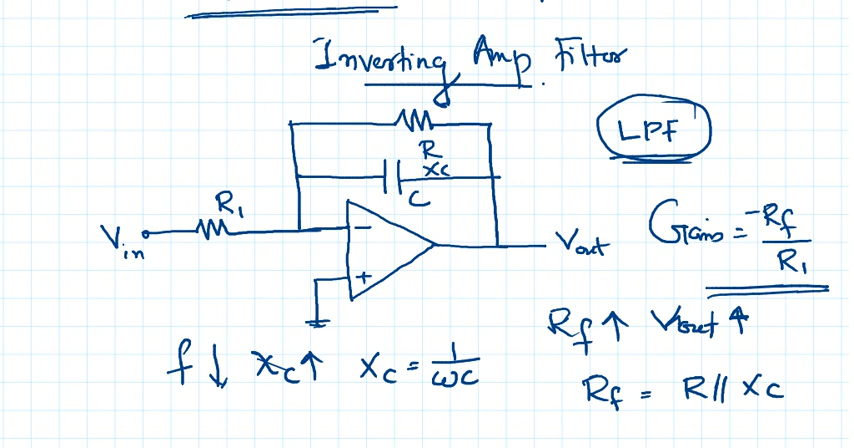 Inverting Amp. Filter
LPF
R
XC
C
R₁
Vin
Vout
Gain = -Rf/R₁
Rf↑ Vout↑
f↓ Xc↑ Xc = 1/ωC
Rf = R||XC